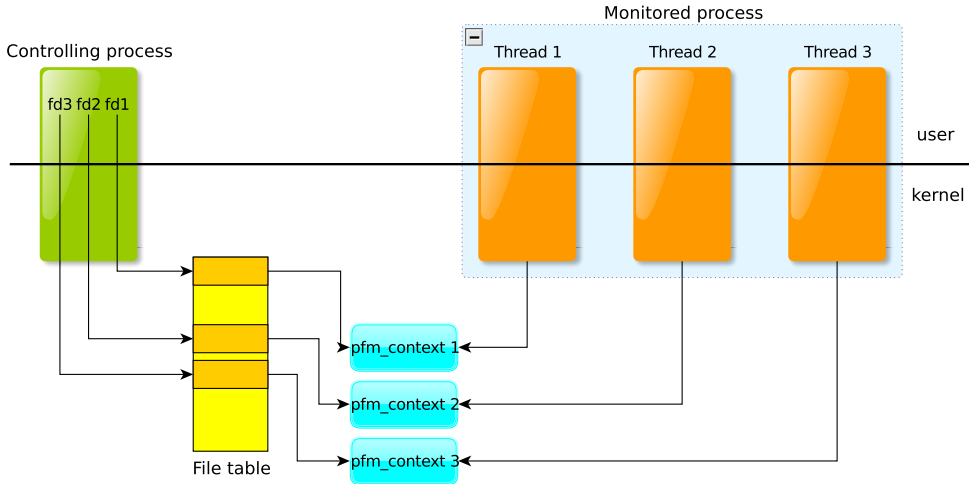 Monitored process
Controlling process
Thread 1 Thread 2 Thread 3
fd3 fd2 fd1
user
kernel
pfm_context 1
pfm_context 2
pfm_context 3
File table